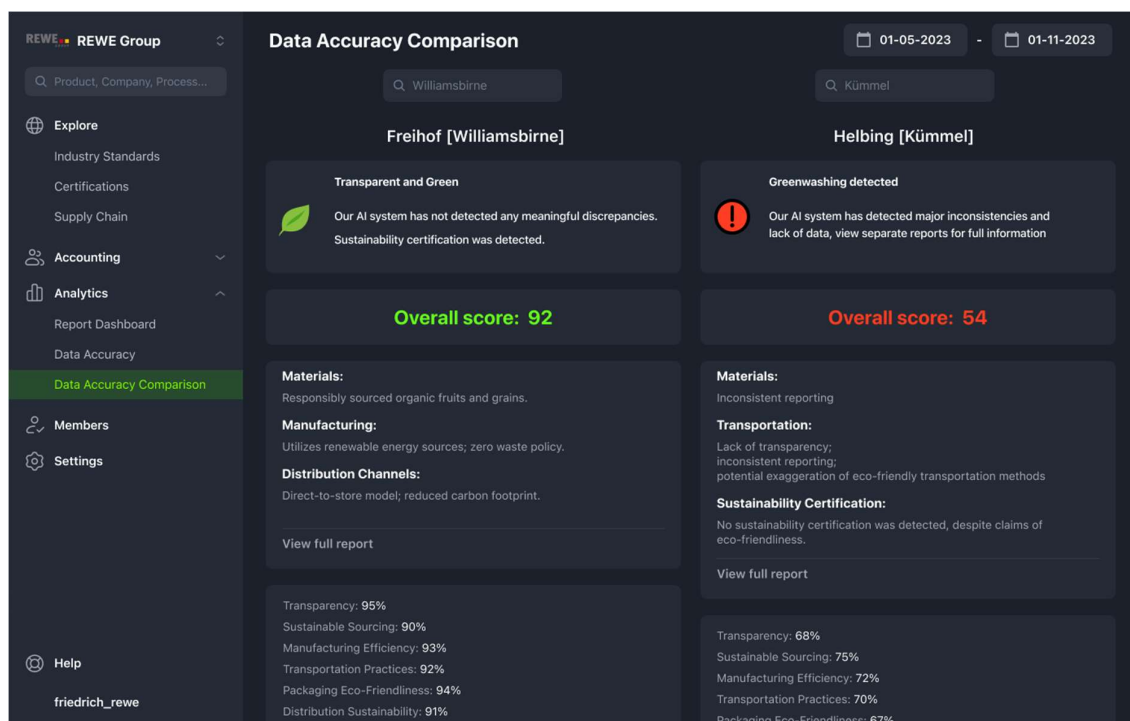 REWE REWE Group
Product, Company, Process...
Explore
Industry Standards
Certifications
Supply Chain
Accounting
Analytics
Report Dashboard
Data Accuracy
Data Accuracy Comparison
Members
Settings
Help
friedrich_rewe
Data Accuracy Comparison
01-05-2023 - 01-11-2023
Williamsbirne
Freihof [Williamsbirne]
Transparent and Green
Our AI system has not detected any meaningful discrepancies.
Sustainability certification was detected.
Overall score: 92
Materials:
Responsibly sourced organic fruits and grains.
Manufacturing:
Utilizes renewable energy sources; zero waste policy.
Distribution Channels:
Direct-to-store model; reduced carbon footprint.
View full report
Transparency: 95%
Sustainable Sourcing: 90%
Manufacturing Efficiency: 93%
Transportation Practices: 92%
Packaging Eco-Friendliness: 94%
Distribution Sustainability: 91%
Kümmel
Helbing [Kümmel]
Greenwashing detected
Our AI system has detected major inconsistencies and
lack of data, view separate reports for full information
Overall score: 54
Materials:
Inconsistent reporting
Transportation:
Lack of transparency;
inconsistent reporting;
potential exaggeration of eco-friendly transportation methods
Sustainability Certification:
No sustainability certification was detected, despite claims of
eco-friendliness.
View full report
Transparency: 68%
Sustainable Sourcing: 75%
Manufacturing Efficiency: 72%
Transportation Practices: 70%
Packaging Eco-Friendliness: 67%